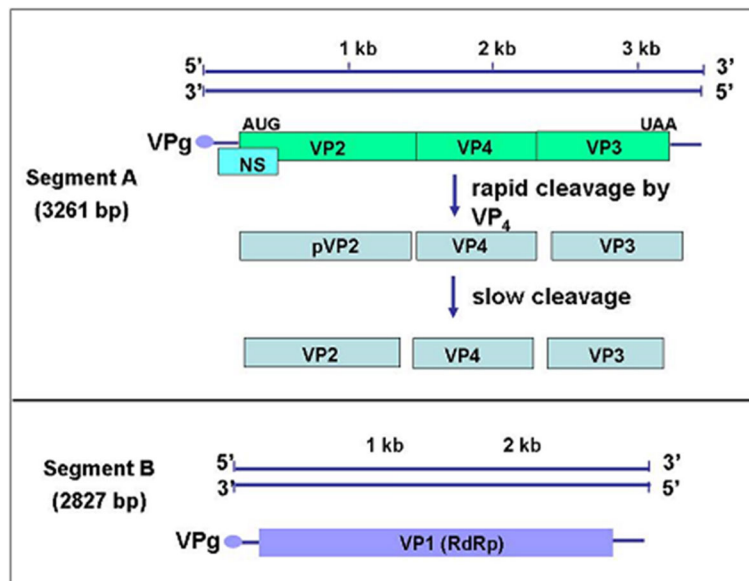 1 kb 2 kb 3 kb
5’ 3’
3’ 5’
AUG UAA
VPg VP2 VP4 VP3
NS
Segment A
(3261 bp)
rapid cleavage by
VP4
pVP2 VP4 VP3
slow cleavage
VP2 VP4 VP3
1 kb 2 kb
Segment B
(2827 bp)
5’ 3’
3’ 5’
VPg VP1 (RdRp)